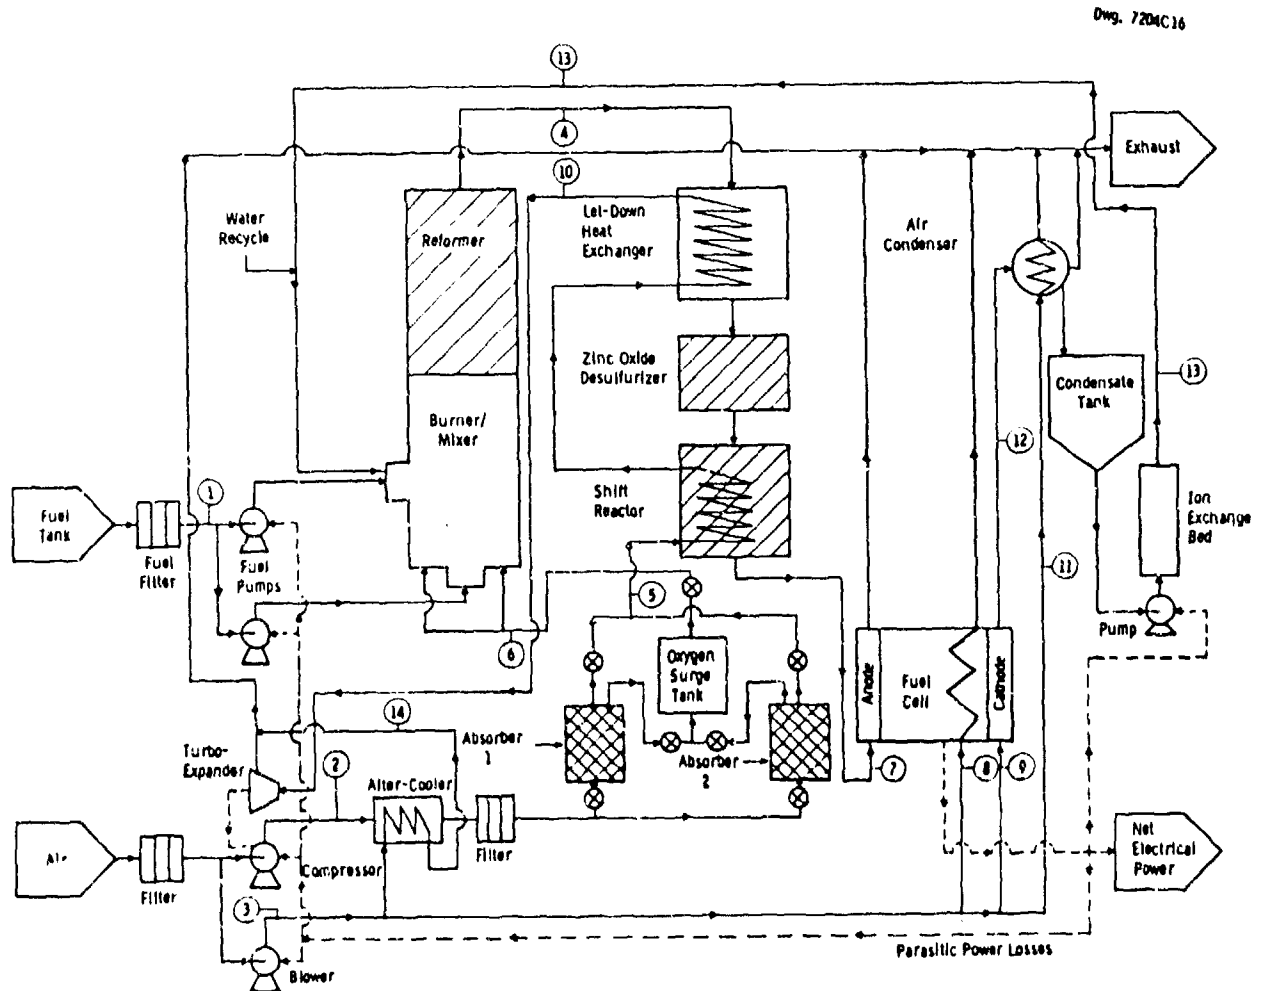 Dwg. 7204C16
13
4
Exhaust
10
Let-Down
Heat
Exchanger
Air
Condenser
Water
Recycle
Reformer
Zinc Oxide
Desulfurizer
Condensate
Tank
13
Burner/
Mixer
12
Fuel
Tank
1
Shift
Reactor
Ion
Exchange
Bed
Fuel
Filter
Fuel
Pumps
5
11
Pump
6
Oxygen
Surge
Tank
Anode
Fuel
Cell
Cathode
14
Absorber
1
Absorber
2
7
8
9
Turbo-
Expander
2
After-Cooler
Filter
Net
Electrical
Power
Air
Filter
Compressor
3
Blower
Parasitic Power Losses